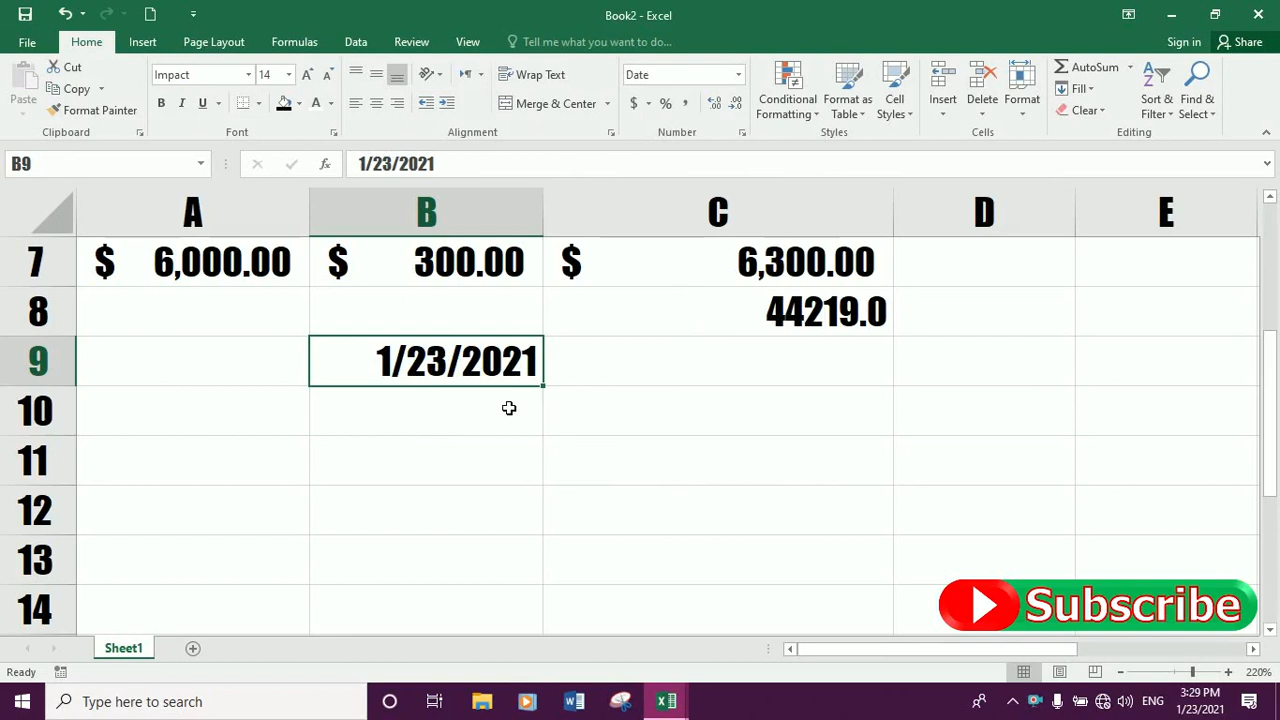 Book2 - Excel
File Home Insert Page Layout Formulas Data Review View Tell me what you want to do... Sign in Share
Paste Cut Copy Format Painter Clipboard
Impact 14 B I U A Font
Wrap Text Merge & Center Alignment
Date $ % , Number
Conditional Formatting Format as Table Cell Styles Styles
Insert Delete Format Cells
AutoSum Fill Clear Sort & Filter Find & Select Editing
B9 fx 1/23/2021
A B C D E
7 $ 6,000.00 $ 300.00 $ 6,300.00
8 44219.0
9 1/23/2021
10
11
12
13
14
Subscribe
Sheet1
Ready 220%
Type here to search ENG 3:29 PM
1/23/2021